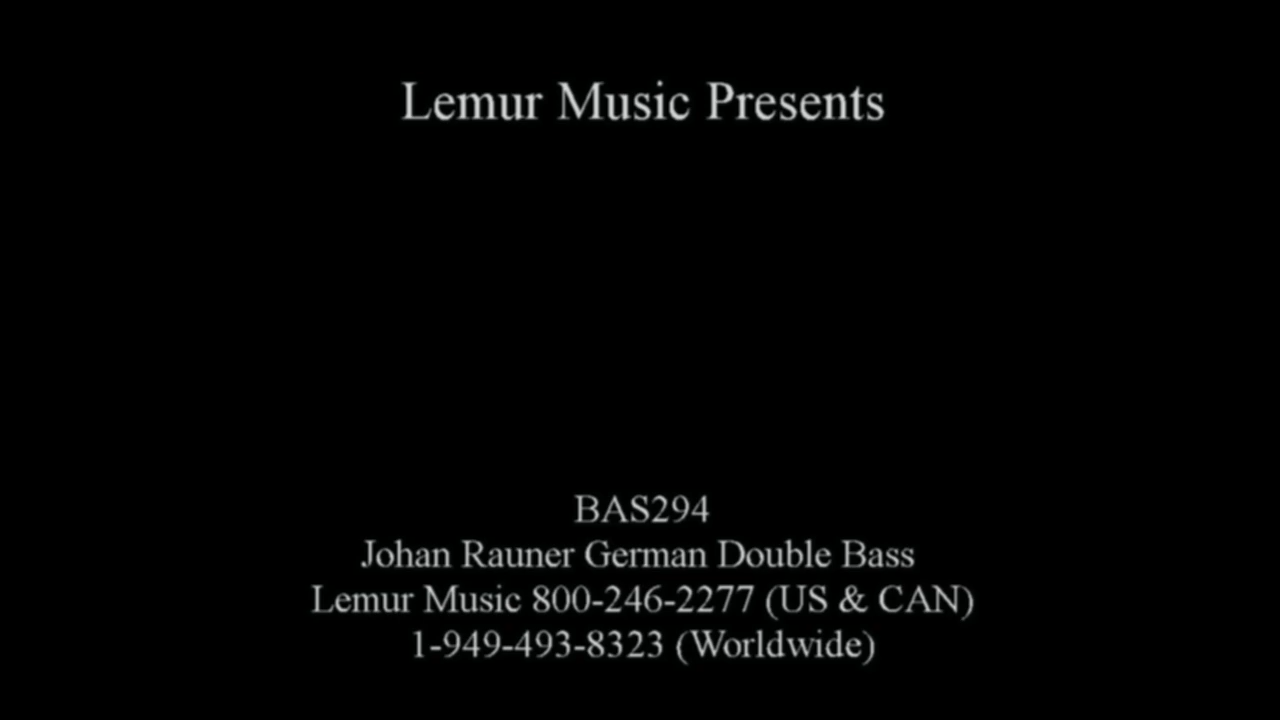 Lemur Music Presents
BAS294
Johan Rauner German Double Bass
Lemur Music 800-246-2277 (US & CAN)
1-949-493-8323 (Worldwide)